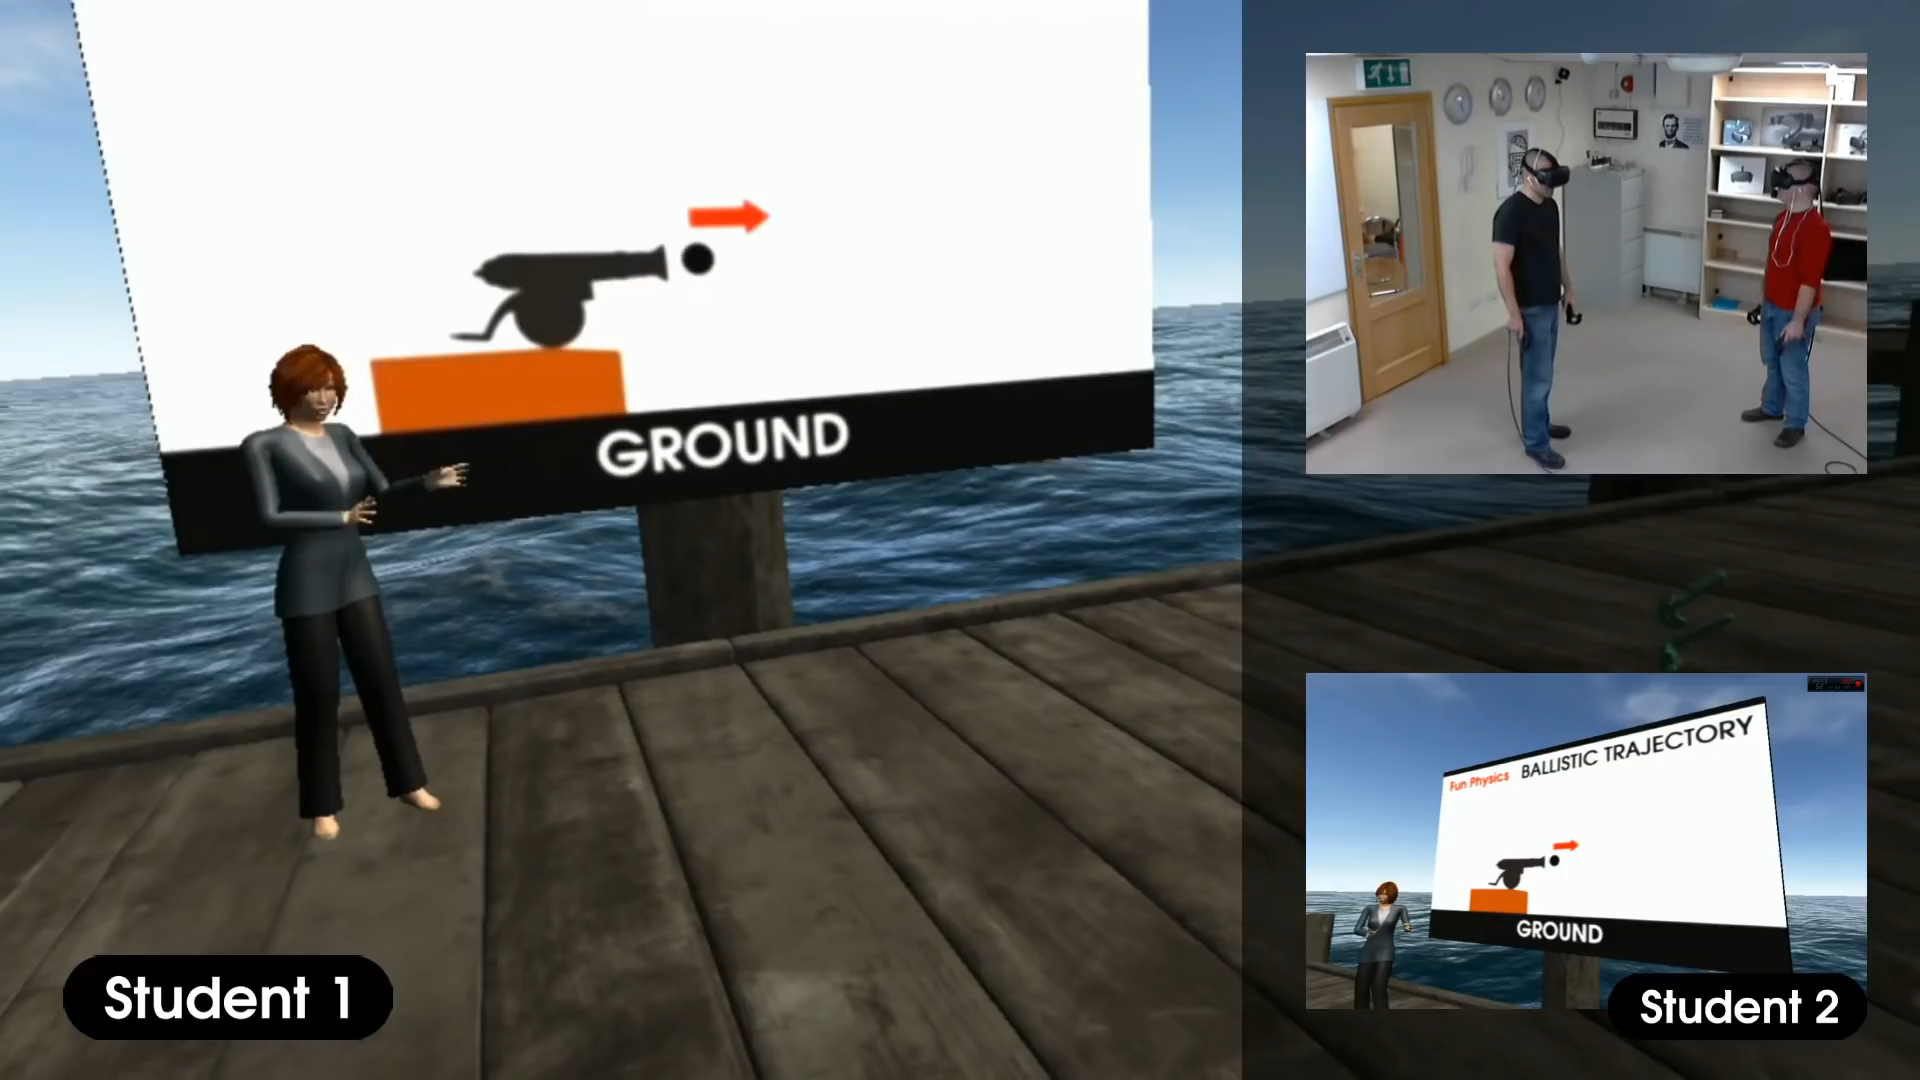 GROUND
Student 1
Fun Physics BALLISTIC TRAJECTORY
GROUND
Student 2